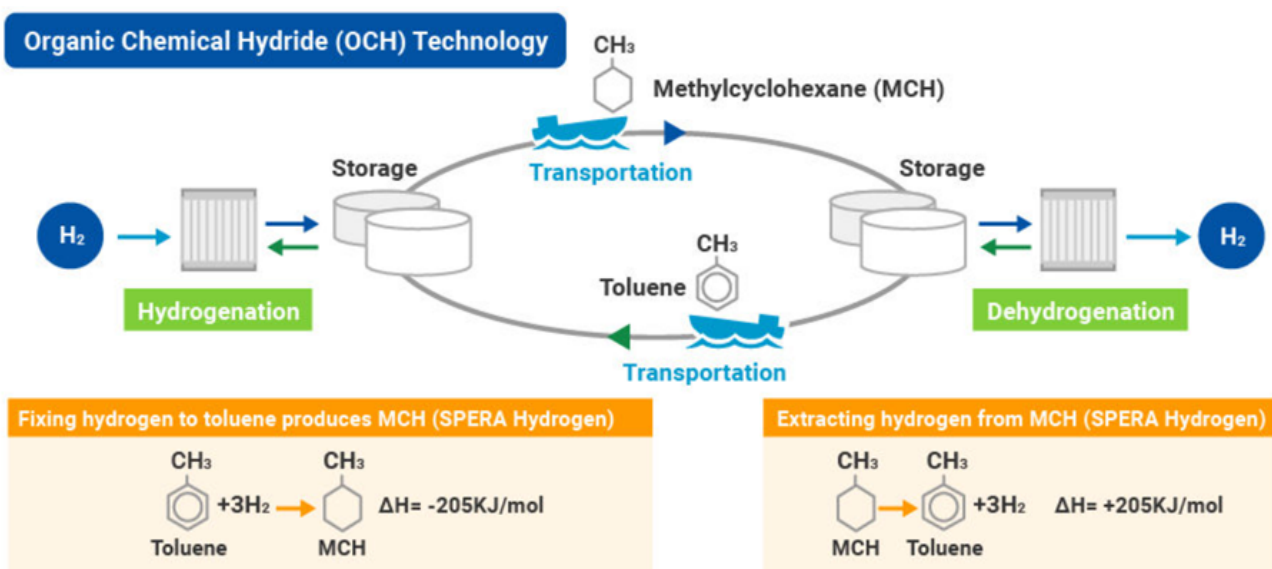 Organic Chemical Hydride (OCH) Technology
CH₃
Methylcyclohexane (MCH)
Transportation
Storage
Storage
H₂
H₂
Hydrogenation
CH₃
Toluene
Dehydrogenation
Transportation
Fixing hydrogen to toluene produces MCH (SPERA Hydrogen)
CH₃ CH₃
+3H₂ ΔH= -205KJ/mol
Toluene MCH
Extracting hydrogen from MCH (SPERA Hydrogen)
CH₃ CH₃
+3H₂ ΔH= +205KJ/mol
MCH Toluene